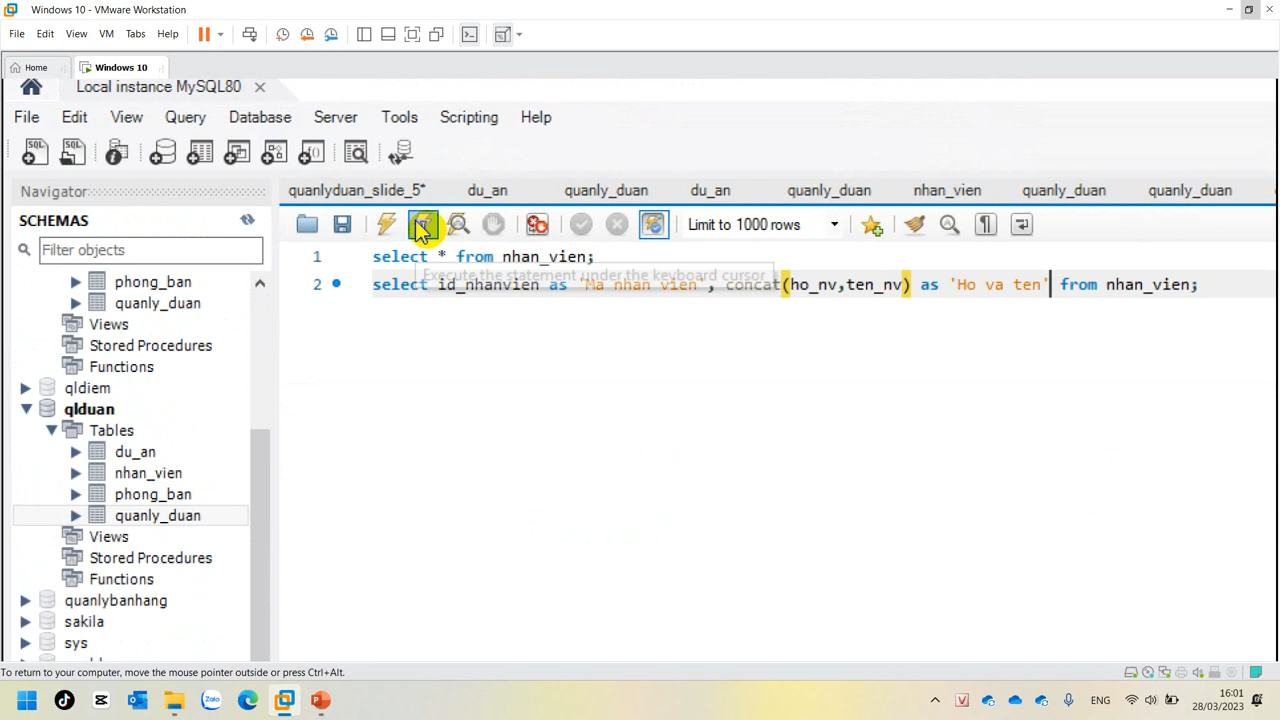 Windows 10 - VMware Workstation
File Edit View VM Tabs Help
Home Windows 10
Local instance MySQL80
File Edit View Query Database Server Tools Scripting Help
Navigator quanlyduan_slide_5* du_an quanly_duan du_an quanly_duan nhan_vien quanly_duan quanly_duan
SCHEMAS
Limit to 1000 rows
Filter objects
1 select * from nhan_vien;
Execute the statement under the keyboard cursor
2 select id_nhanvien as 'Ma nhan vien', concat(ho_nv,ten_nv) as 'Ho va ten' from nhan_vien;
phong_ban
quanly_duan
Views
Stored Procedures
Functions
qldiem
qlduan
Tables
du_an
nhan_vien
phong_ban
quanly_duan
Views
Stored Procedures
Functions
quanlybanhang
sakila
sys
To return to your computer, move the mouse pointer outside or press Ctrl+Alt.
Zalo
ENG
16:01
28/03/2023